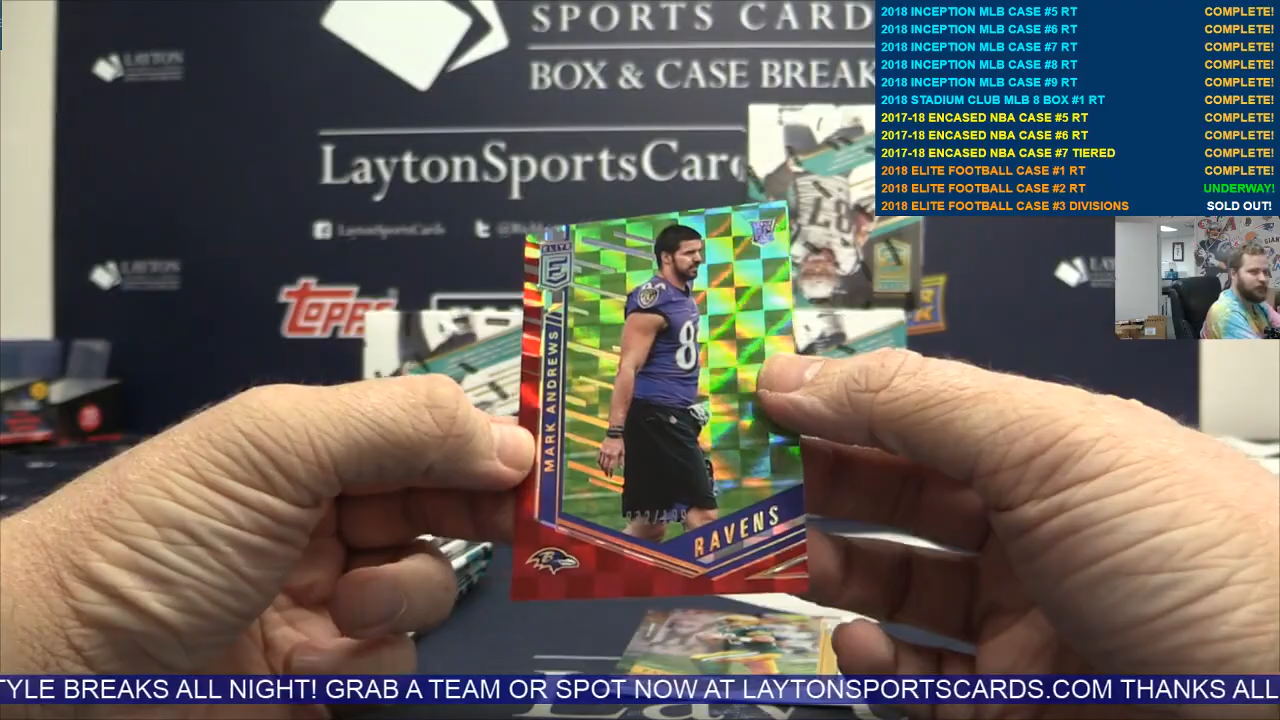 SPORTS CARD
BOX & CASE BREAK
LaytonSportsCard
LaytonSportsCards
LAYTON
LAYTON
TOPPS
2018 INCEPTION MLB CASE #5 RT COMPLETE!
2018 INCEPTION MLB CASE #6 RT COMPLETE!
2018 INCEPTION MLB CASE #7 RT COMPLETE!
2018 INCEPTION MLB CASE #8 RT COMPLETE!
2018 INCEPTION MLB CASE #9 RT COMPLETE!
2018 STADIUM CLUB MLB 8 BOX #1 RT COMPLETE!
2017-18 ENCASED NBA CASE #5 RT COMPLETE!
2017-18 ENCASED NBA CASE #6 RT COMPLETE!
2017-18 ENCASED NBA CASE #7 TIERED COMPLETE!
2018 ELITE FOOTBALL CASE #1 RT COMPLETE!
2018 ELITE FOOTBALL CASE #2 RT UNDERWAY!
2018 ELITE FOOTBALL CASE #3 DIVISIONS SOLD OUT!
ELITE
E
MARK ANDREWS
8
RAVENS
TYLE BREAKS ALL NIGHT! GRAB A TEAM OR SPOT NOW AT LAYTONSPORTSCARDS.COM THANKS ALL